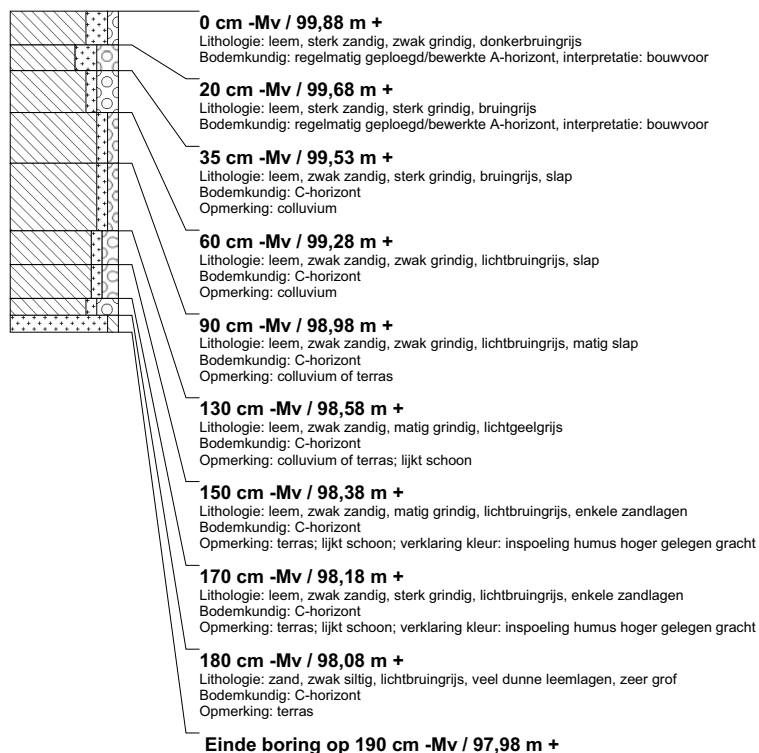 0 cm -Mv / 99,88 m +
Lithologie: leem, sterk zandig, zwak grindig, donkerbruingrijs
Bodemkundig: regelmatig geploegd/bewerkte A-horizont, interpretatie: bouwvoor
20 cm -Mv / 99,68 m +
Lithologie: leem, sterk zandig, sterk grindig, bruingrijs
Bodemkundig: regelmatig geploegd/bewerkte A-horizont, interpretatie: bouwvoor
35 cm -Mv / 99,53 m +
Lithologie: leem, zwak zandig, sterk grindig, bruingrijs, slap
Bodemkundig: C-horizont
Opmerking: colluvium
60 cm -Mv / 99,28 m +
Lithologie: leem, zwak zandig, zwak grindig, lichtbruingrijs, slap
Bodemkundig: C-horizont
Opmerking: colluvium
90 cm -Mv / 98,98 m +
Lithologie: leem, zwak zandig, zwak grindig, lichtbruingrijs, matig slap
Bodemkundig: C-horizont
Opmerking: colluvium of terras
130 cm -Mv / 98,58 m +
Lithologie: leem, zwak zandig, matig grindig, lichtgeelgrijs
Bodemkundig: C-horizont
Opmerking: colluvium of terras; lijkt schoon
150 cm -Mv / 98,38 m +
Lithologie: leem, zwak zandig, matig grindig, lichtbruingrijs, enkele zandlagen
Bodemkundig: C-horizont
Opmerking: terras; lijkt schoon; verklaring kleur: inspoeling humus hoger gelegen gracht
170 cm -Mv / 98,18 m +
Lithologie: leem, zwak zandig, sterk grindig, lichtbruingrijs, enkele zandlagen
Bodemkundig: C-horizont
Opmerking: terras; lijkt schoon; verklaring kleur: inspoeling humus hoger gelegen gracht
180 cm -Mv / 98,08 m +
Lithologie: zand, zwak siltig, lichtbruingrijs, veel dunne leemlagen, zeer grof
Bodemkundig: C-horizont
Opmerking: terras
Einde boring op 190 cm -Mv / 97,98 m +